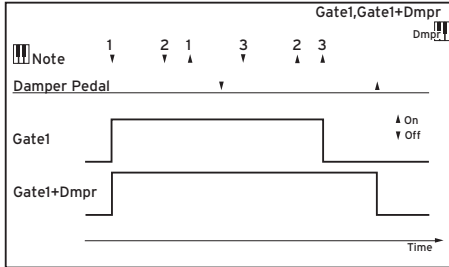 Gate1,Gate1+Dmpr
Dmpr
1 2 1 3 2 3
Note
Damper Pedal
On
Off
Gate1
Gate1+Dmpr
Time